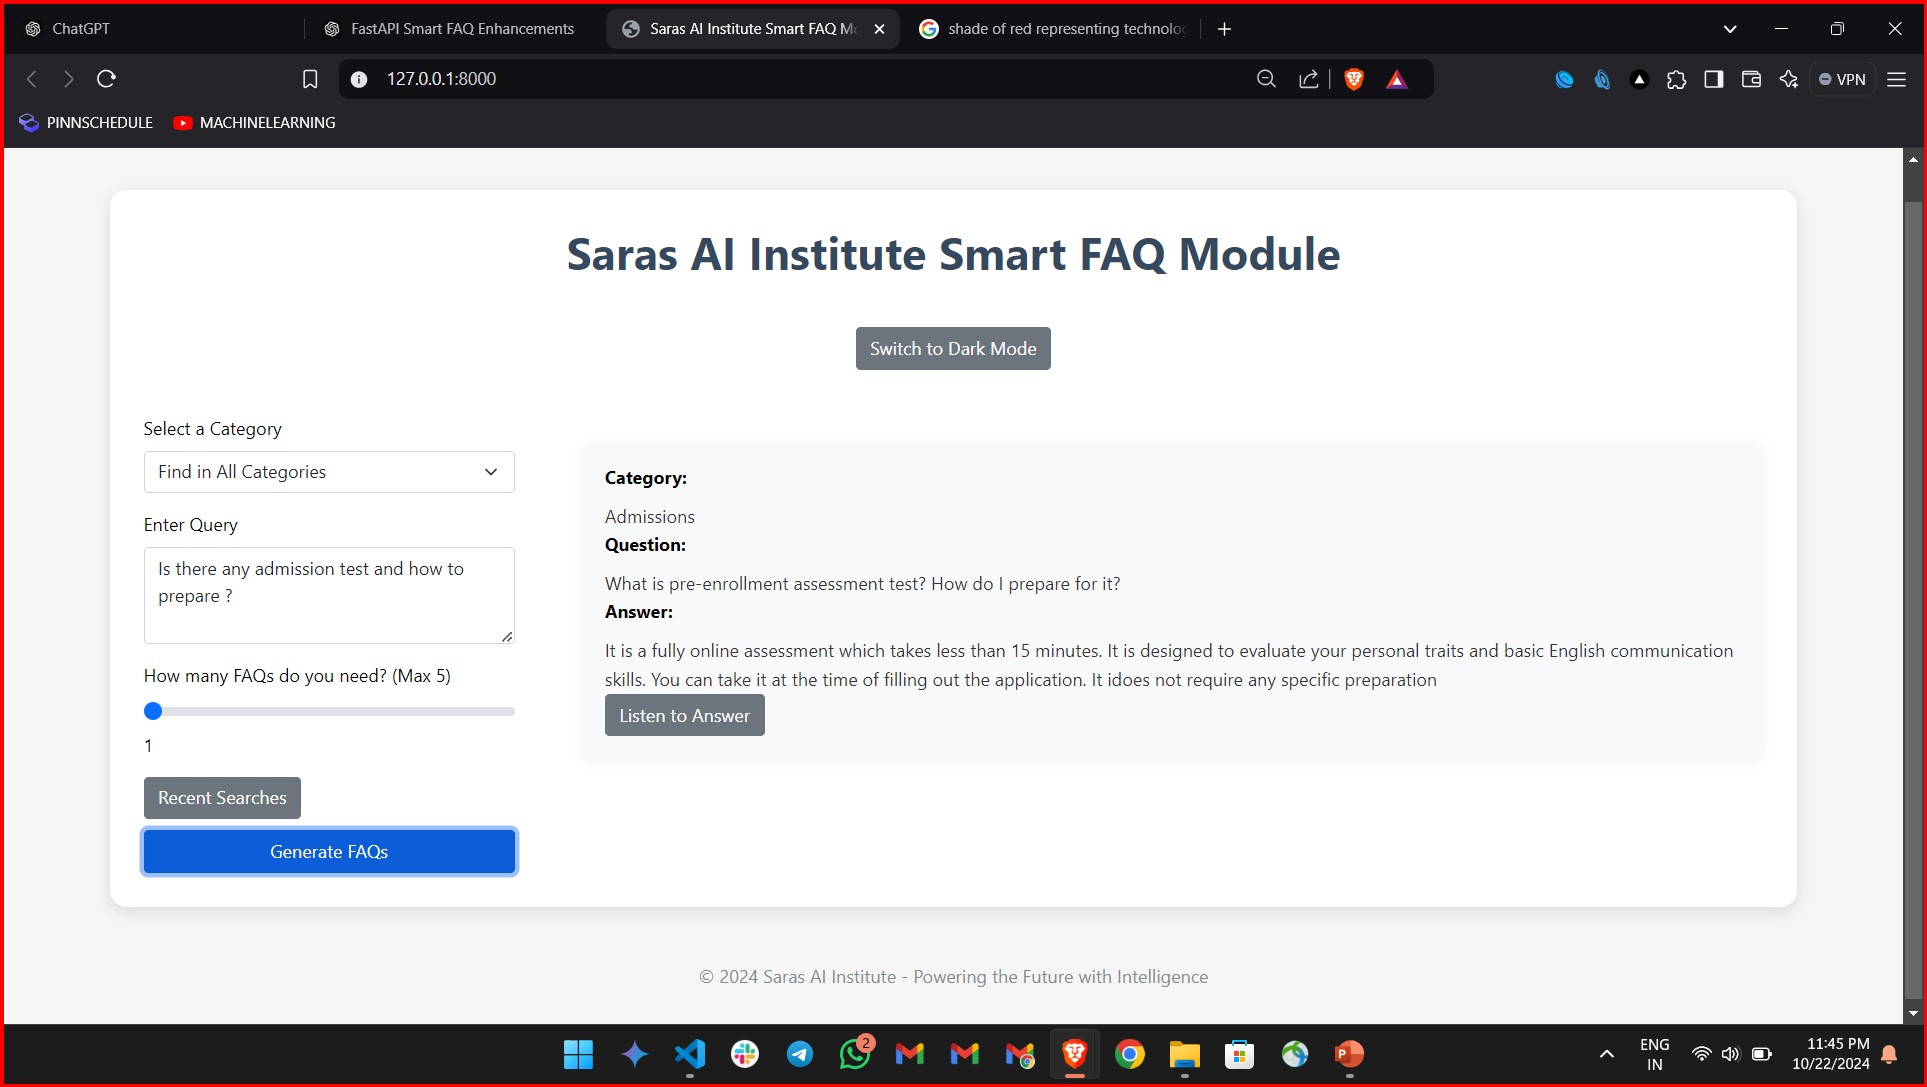 ChatGPT
FastAPI Smart FAQ Enhancements
Saras AI Institute Smart FAQ
shade of red representing
127.0.0.1:8000
VPN
PINNSCHEDULE
MACHINELEARNING
Saras AI Institute Smart FAQ Module
Switch to Dark Mode
Select a Category
Find in All Categories
Enter Query
Is there any admission test and how to
prepare ?
How many FAQs do you need? (Max 5)
1
Recent Searches
Generate FAQs
Category:
Admissions
Question:
What is pre-enrollment assessment test? How do I prepare for it?
Answer:
It is a fully online assessment which takes less than 15 minutes. It is designed to evaluate your personal traits and basic English communication
skills. You can take it at the time of filling out the application. It idoes not require any specific preparation
Listen to Answer
© 2024 Saras AI Institute - Powering the Future with Intelligence
2
ENG
IN
11:45 PM
10/22/2024